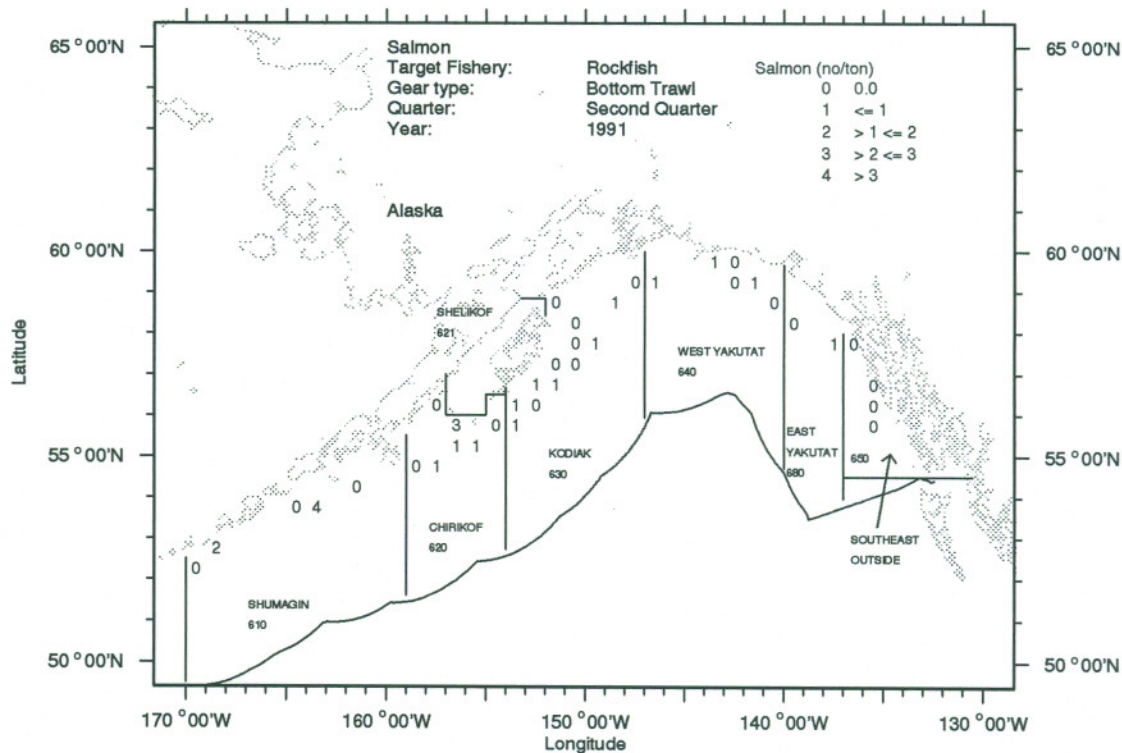 65 °00'N
65 °00'N
Salmon
Target Fishery: Rockfish
Gear type: Bottom Trawl
Quarter: Second Quarter
Year: 1991
Salmon (no/ton)
0 0.0
1 <= 1
2 > 1 <= 2
3 > 2 <= 3
4 > 3
Alaska
60 °00'N
60 °00'N
1 0
0 1 0 1
0 1 0
SHELIKOF
621
0 0
0 1 1 0
0 0
WEST YAKUTAT
640
1 1 0
0 1 0 0
3 0 1 0
1 1
EAST
YAKUTAT
680
650
KODIAK
630
55 °00'N
55 °00'N
0 1
0
0 4
CHIRIKOF
620
SOUTHEAST
OUTSIDE
2
0
SHUMAGIN
610
50 °00'N
50 °00'N
170 °00'W
160 °00'W
150 °00'W
140 °00'W
130 °00'W
Latitude
Longitude